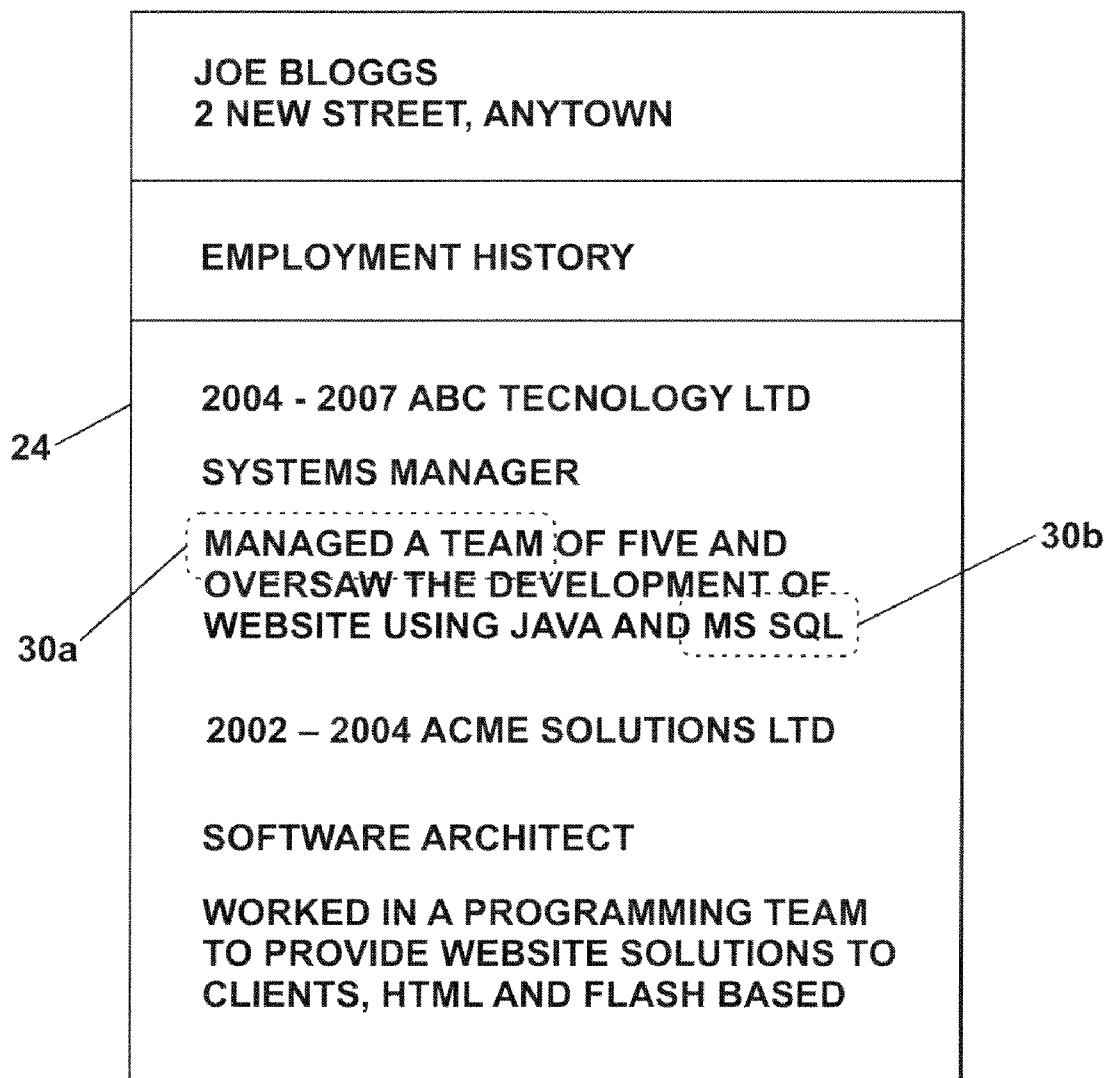 JOE BLOGGS
2 NEW STREET, ANYTOWN
EMPLOYMENT HISTORY
2004 - 2007 ABC TECNOLOGY LTD
24
SYSTEMS MANAGER
MANAGED A TEAM OF FIVE AND
30b
OVERSAW THE DEVELOPMENT OF
WEBSITE USING JAVA AND MS SQL
30a
2002 – 2004 ACME SOLUTIONS LTD
SOFTWARE ARCHITECT
WORKED IN A PROGRAMMING TEAM
TO PROVIDE WEBSITE SOLUTIONS TO
CLIENTS, HTML AND FLASH BASED